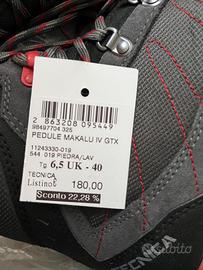 2 863208 095449
98497704 325
PEDULE MAKALU IV GTX
11243330-019
544 019 PIEDRA/LAV
Tg 6,5 UK - 40
TECNICA
Listino 180,00
Sconto 22,28 %
TECNICA
subito